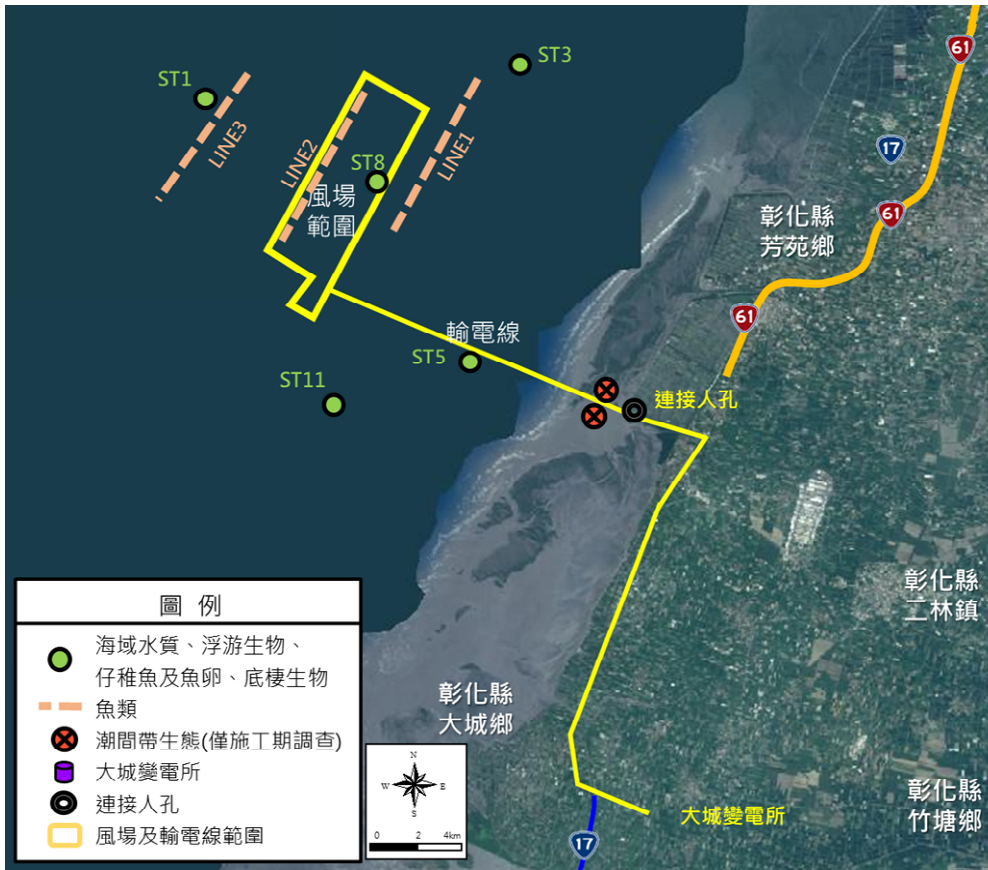 ST3
61
ST1
LINE3
LINE2
LINE1
ST8
17
風場
範圍
61
彰化縣
芳苑鄉
61
輸電線
ST5
ST11
連接人孔
彰化縣
二林鎮
圖 例
海域水質、浮游生物、
仔稚魚及魚卵、底棲生物
魚類
潮間帶生態(僅施工期調查)
大城變電所
連接人孔
風場及輸電線範圍
彰化縣
大城鄉
N
W E
S
0 2 4km
彰化縣
竹塘鄉
大城變電所
17